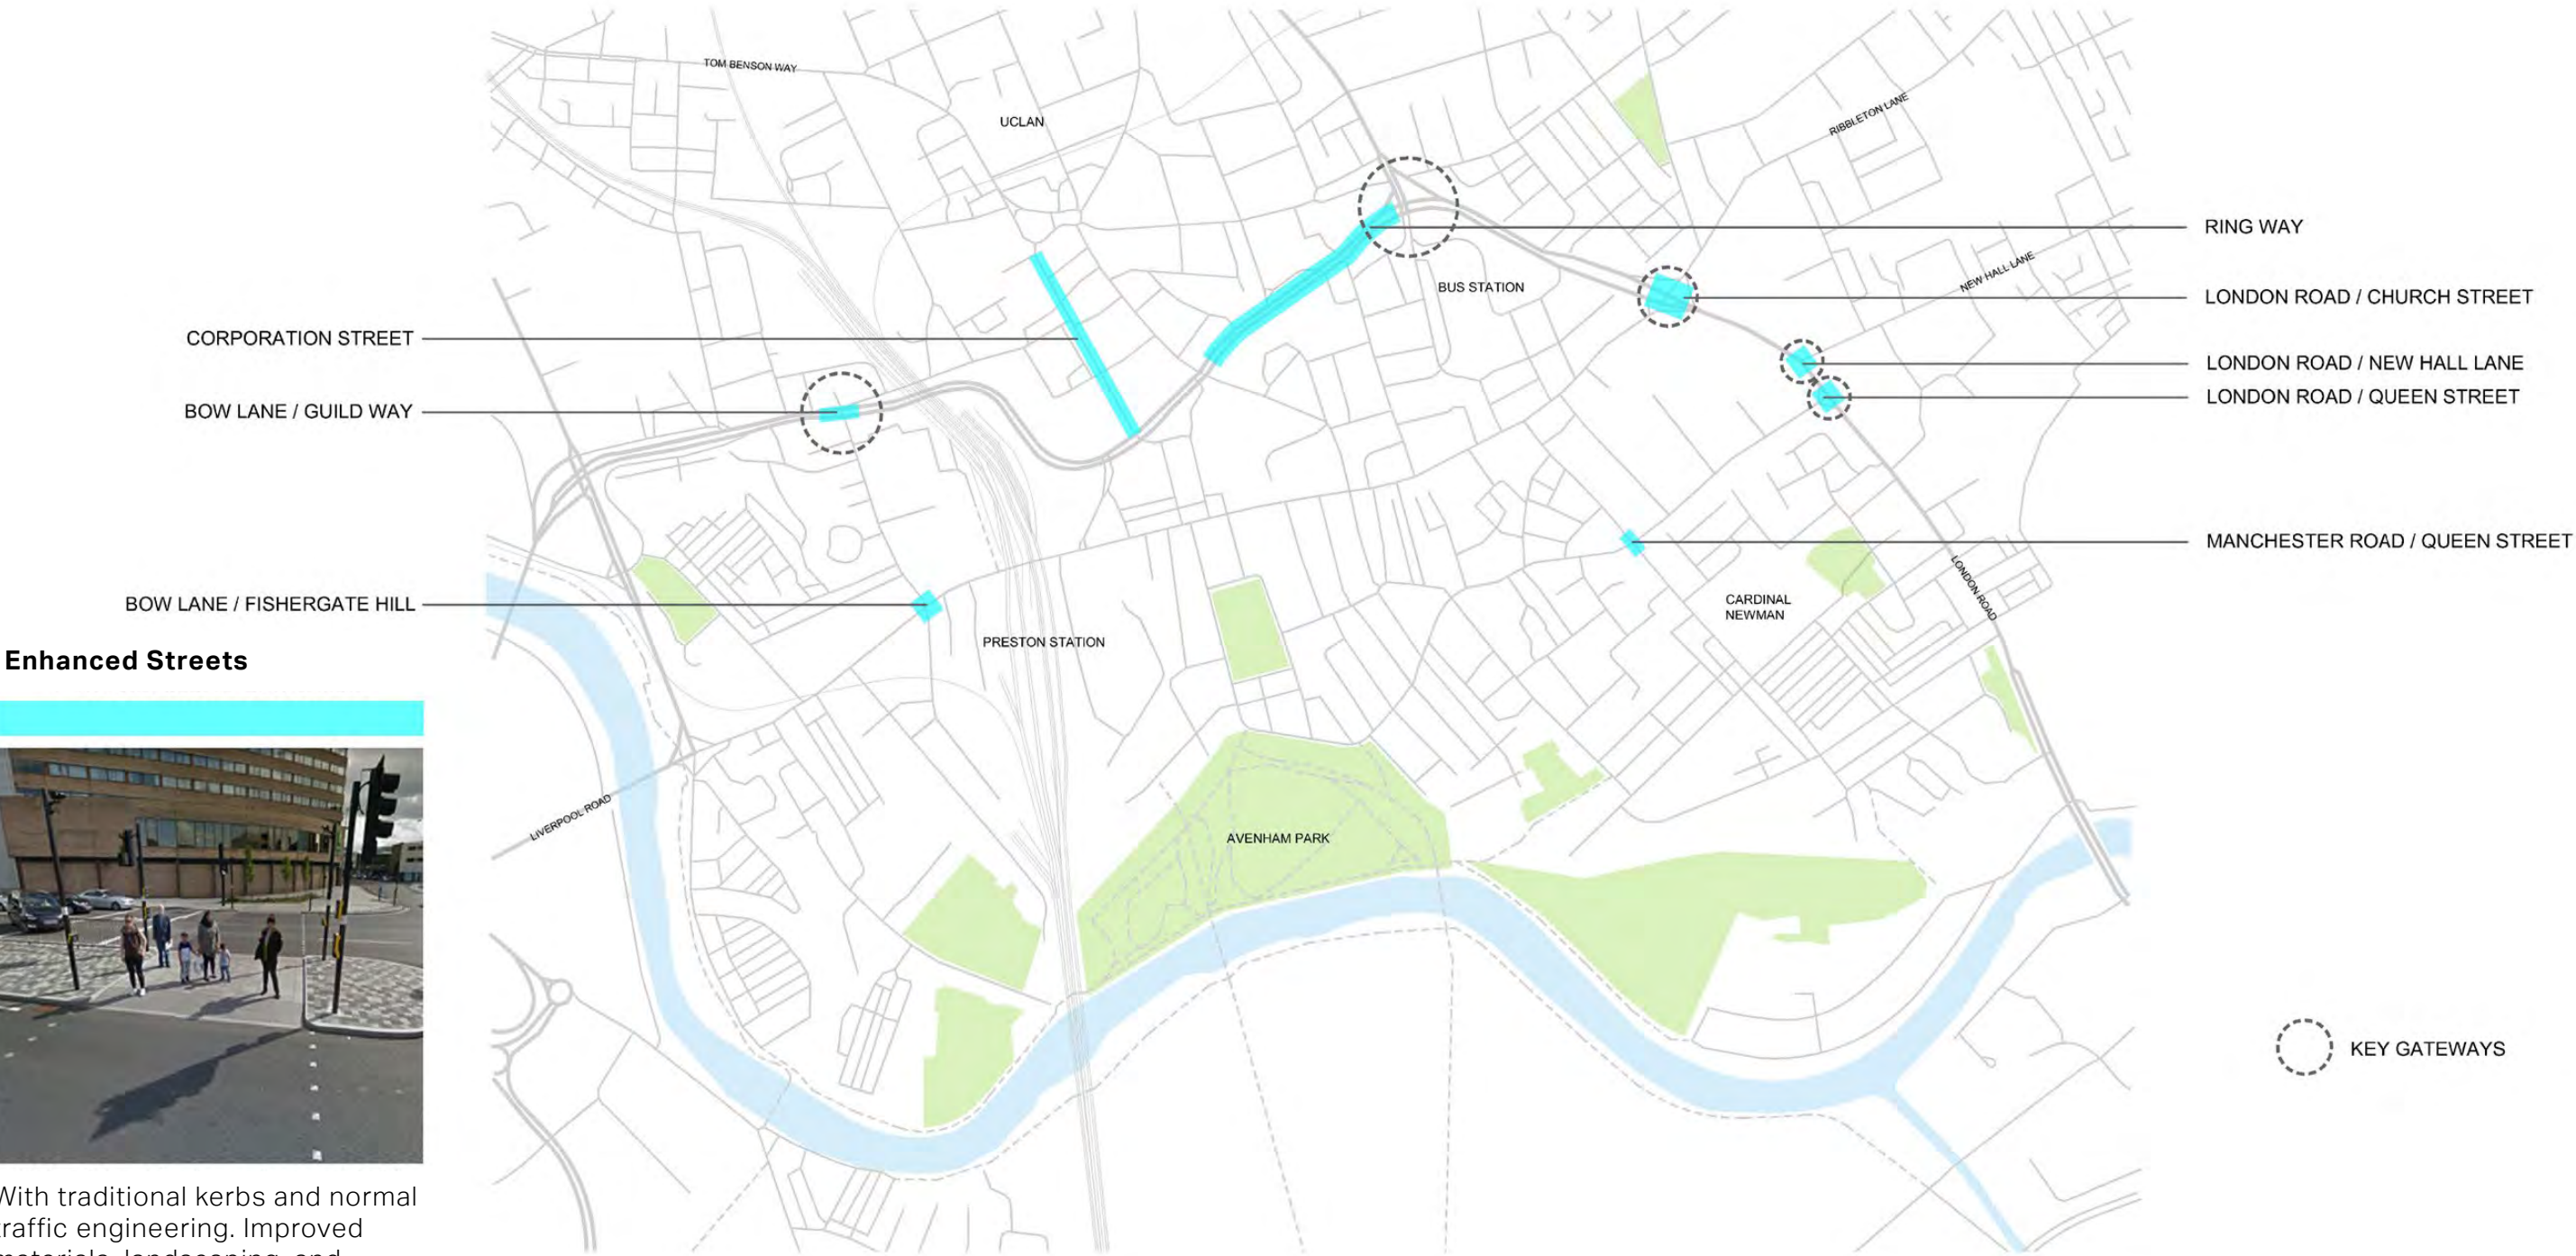 TOM BENSON WAY
UCLAN
RIBBLETON LANE
RING WAY
NEW HALL LANE
BUS STATION
LONDON ROAD / CHURCH STREET
CORPORATION STREET
LONDON ROAD / NEW HALL LANE
LONDON ROAD / QUEEN STREET
BOW LANE / GUILD WAY
MANCHESTER ROAD / QUEEN STREET
LONDON ROAD
CARDINAL
NEWMAN
BOW LANE / FISHERGATE HILL
PRESTON STATION
Enhanced Streets
LIVERPOOL ROAD
AVENHAM PARK
KEY GATEWAYS
With traditional kerbs and normal
traffic engineering. Improved
materials, landscaping, and